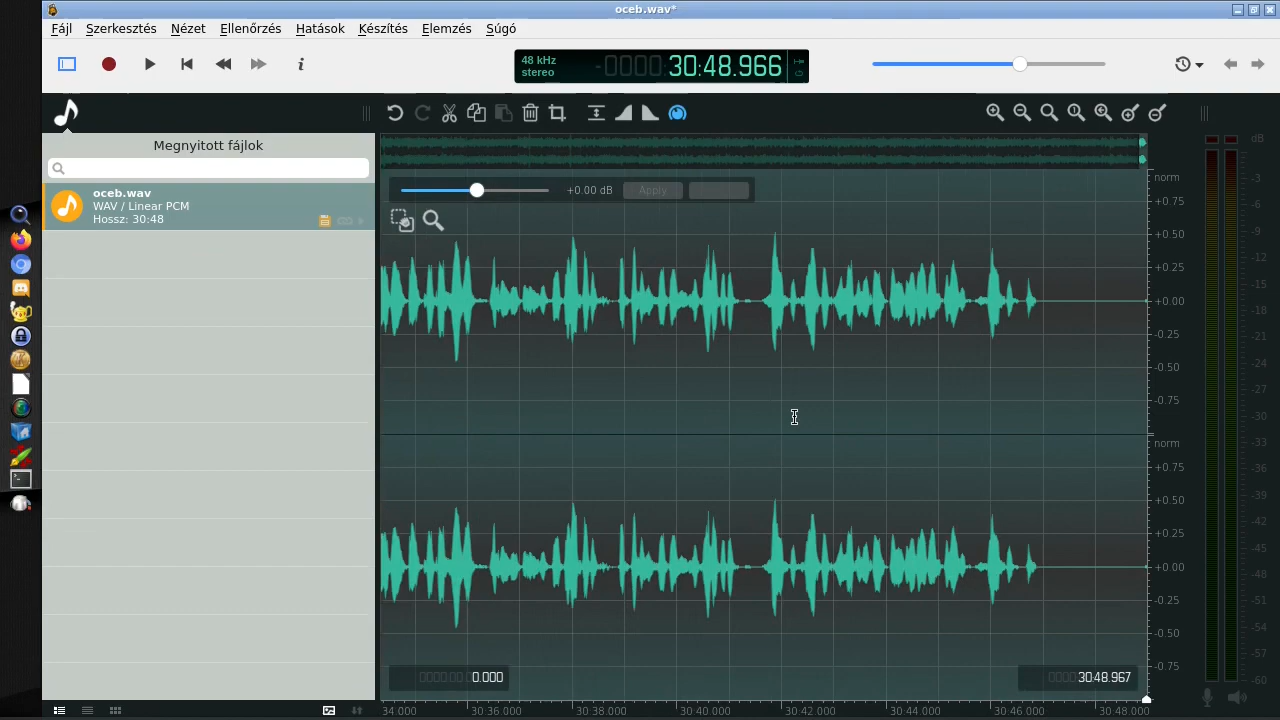 oceb.wav*
Fájl Szerkesztés Nézet Ellenőrzés Hatások Készítés Elemzés Súgó
48 kHz
stereo
30:48.966
Megnyitott fájlok
oceb.wav
WAV / Linear PCM
Hossz: 30:48
+0.00 dB
Apply
norm
+0.75
+0.50
+0.25
+0.00
-0.25
-0.50
-0.75
norm
+0.75
+0.50
+0.25
+0.00
-0.25
-0.50
-0.75
dB
-3
-6
-9
-12
-15
-18
-21
-24
-27
-30
-33
-36
-39
-42
-45
-48
-51
-54
-57
-60
0.000
30:48.967
34.000 30:36.000 30:38.000 30:40.000 30:42.000 30:44.000 30:46.000 30:48.000